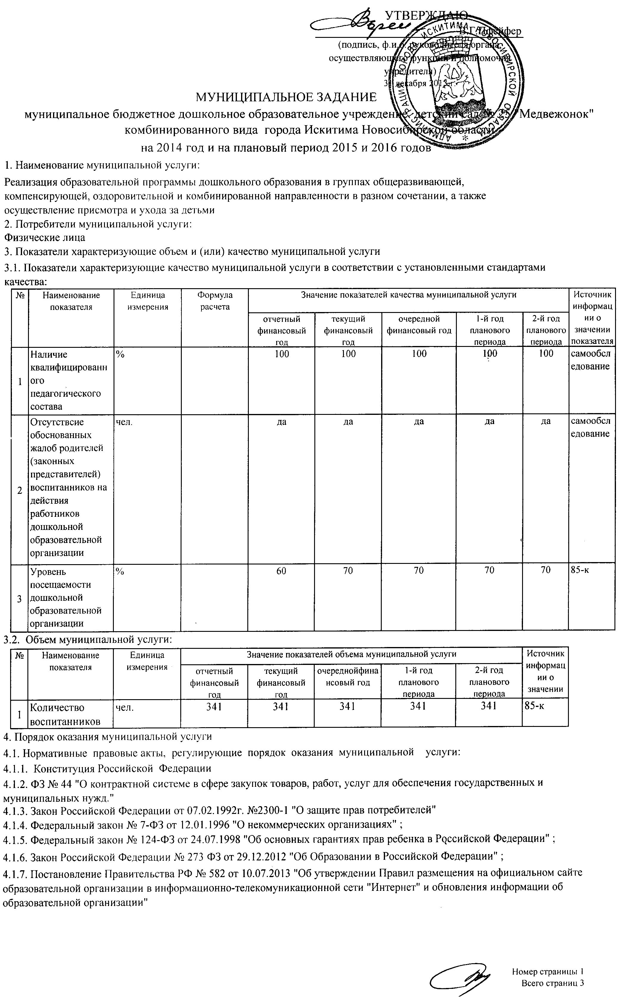 УТВЕРЖДАЮ
В.Г.Пфейфер
(подпись, ф.и.о. руководителя органа
осуществляющего функции и полномочия
учредителя)
31 декабря 2013 г.
АДМИНИСТРАЦИЯ ГОРОДА ИСКИТИМА НОВОСИБИРСКОЙ ОБЛАСТИ *
МУНИЦИПАЛЬНОЕ ЗАДАНИЕ
муниципальное бюджетное дошкольное образовательное учреждение детский сад № "Медвежонок"
комбинированного вида города Искитима Новосибирской области
на 2014 год и на плановый период 2015 и 2016 годов
1. Наименование муниципальной услуги:
Реализация образовательной программы дошкольного образования в группах общеразвивающей,
компенсирующей, оздоровительной и комбинированной направленности в разном сочетании, а также
осуществление присмотра и ухода за детьми
2. Потребители муниципальной услуги:
Физические лица
3. Показатели характеризующие объем и (или) качество муниципальной услуги
3.1. Показатели характеризующие качество муниципальной услуги в соответствии с установленными стандартами
качества:
№ Наименование показателя Единица измерения Формула расчета Значение показателей качества муниципальной услуги Источник информац ии о значении показателя
отчетный финансовый год текущий финансовый год очередной финансовый год 1-й год планового периода 2-й год планового периода
1 Наличие % 100 100 100 100 100 самообсл
квалифицированн едование
ого
педагогического
состава
2 Отсутствсие чел. да да да да да самообсл
обоснованных едование
жалоб родителей
(законных
представителей)
воспитанников на
действия
работников
дошкольной
образовательной
организации
3 Уровень % 60 70 70 70 70 85-к
посещаемости
дошкольной
образовательной
организации
3.2. Объем муниципальной услуги:
№ Наименование показателя Единица измерения Значение показателей объема муниципальной услуги Источник информац ии о значении
отчетный финансовый год текущий финансовый год очереднойфина нсовый год 1-й год планового периода 2-й год планового периода
1 Количество чел. 341 341 341 341 341 85-к
воспитанников
4. Порядок оказания муниципальной услуги
4.1. Нормативные правовые акты, регулирующие порядок оказания муниципальной услуги:
4.1.1. Конституция Российской Федерации
4.1.2. ФЗ № 44 "О контрактной системе в сфере закупок товаров, работ, услуг для обеспечения государственных и
муниципальных нужд."
4.1.3. Закон Российской Федерации от 07.02.1992г. №2300-1 "О защите прав потребителей"
4.1.4. Федеральный закон № 7-ФЗ от 12.01.1996 "О некоммерческих организациях" ;
4.1.5. Федеральный закон № 124-ФЗ от 24.07.1998 "Об основных гарантиях прав ребенка в Российской Федерации" ;
4.1.6. Закон Российской Федерации № 273 ФЗ от 29.12.2012 "Об Образовании в Российской Федерации" ;
4.1.7. Постановление Правительства РФ № 582 от 10.07.2013 "Об утверждении Правил размещения на официальном сайте
образовательной организации в информационно-телекомуникационной сети "Интернет" и обновления информации об
образовательной организации"
Номер страницы 1
Всего страниц 3